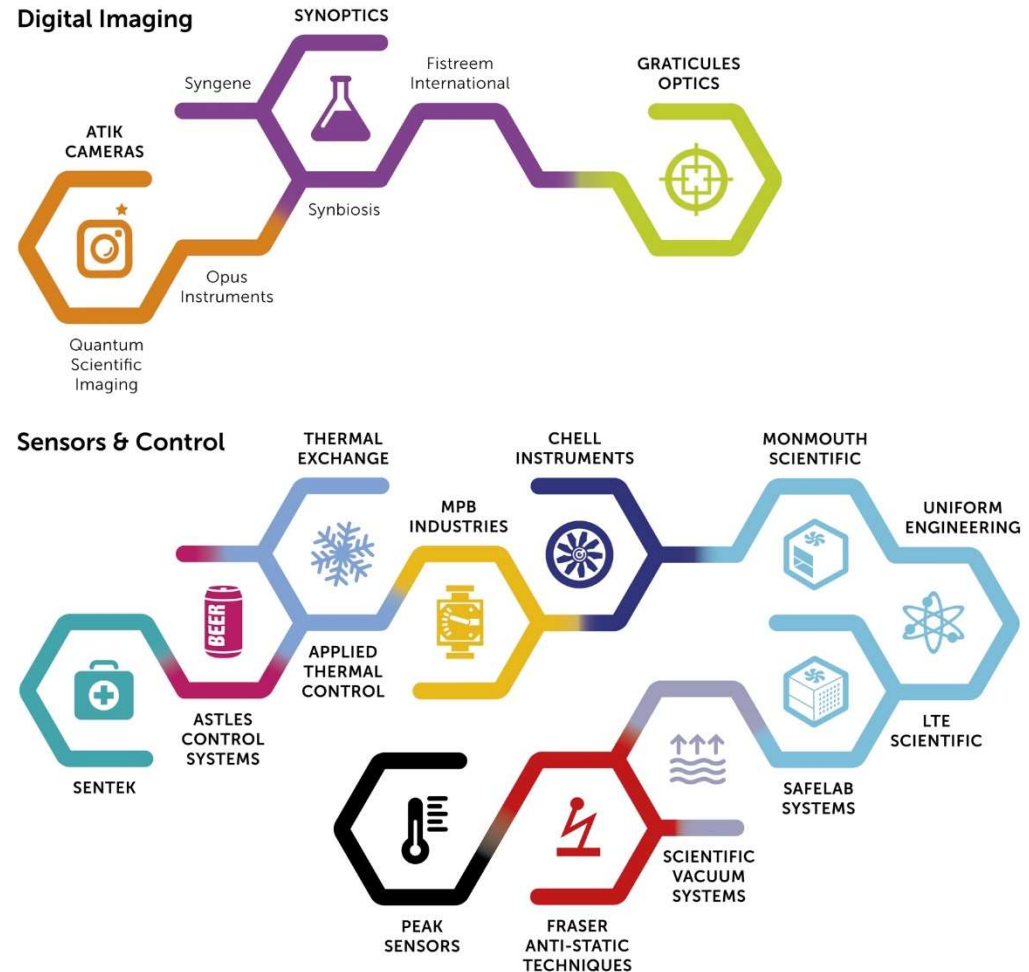 Digital Imaging
SYNOPTICS
Syngene
Fistreem
International
GRATICULES
OPTICS
ATIK
CAMERAS
Synbiosis
Opus
Instruments
Quantum
Scientific
Imaging
Sensors & Control
THERMAL
EXCHANGE
CHELL
INSTRUMENTS
MONMOUTH
SCIENTIFIC
MPB
INDUSTRIES
UNIFORM
ENGINEERING
BEER
APPLIED
THERMAL
CONTROL
ASTLES
CONTROL
SYSTEMS
LTE
SCIENTIFIC
SENTEK
SAFELAB
SYSTEMS
SCIENTIFIC
VACUUM
SYSTEMS
PEAK
SENSORS
FRASER
ANTI-STATIC
TECHNIQUES